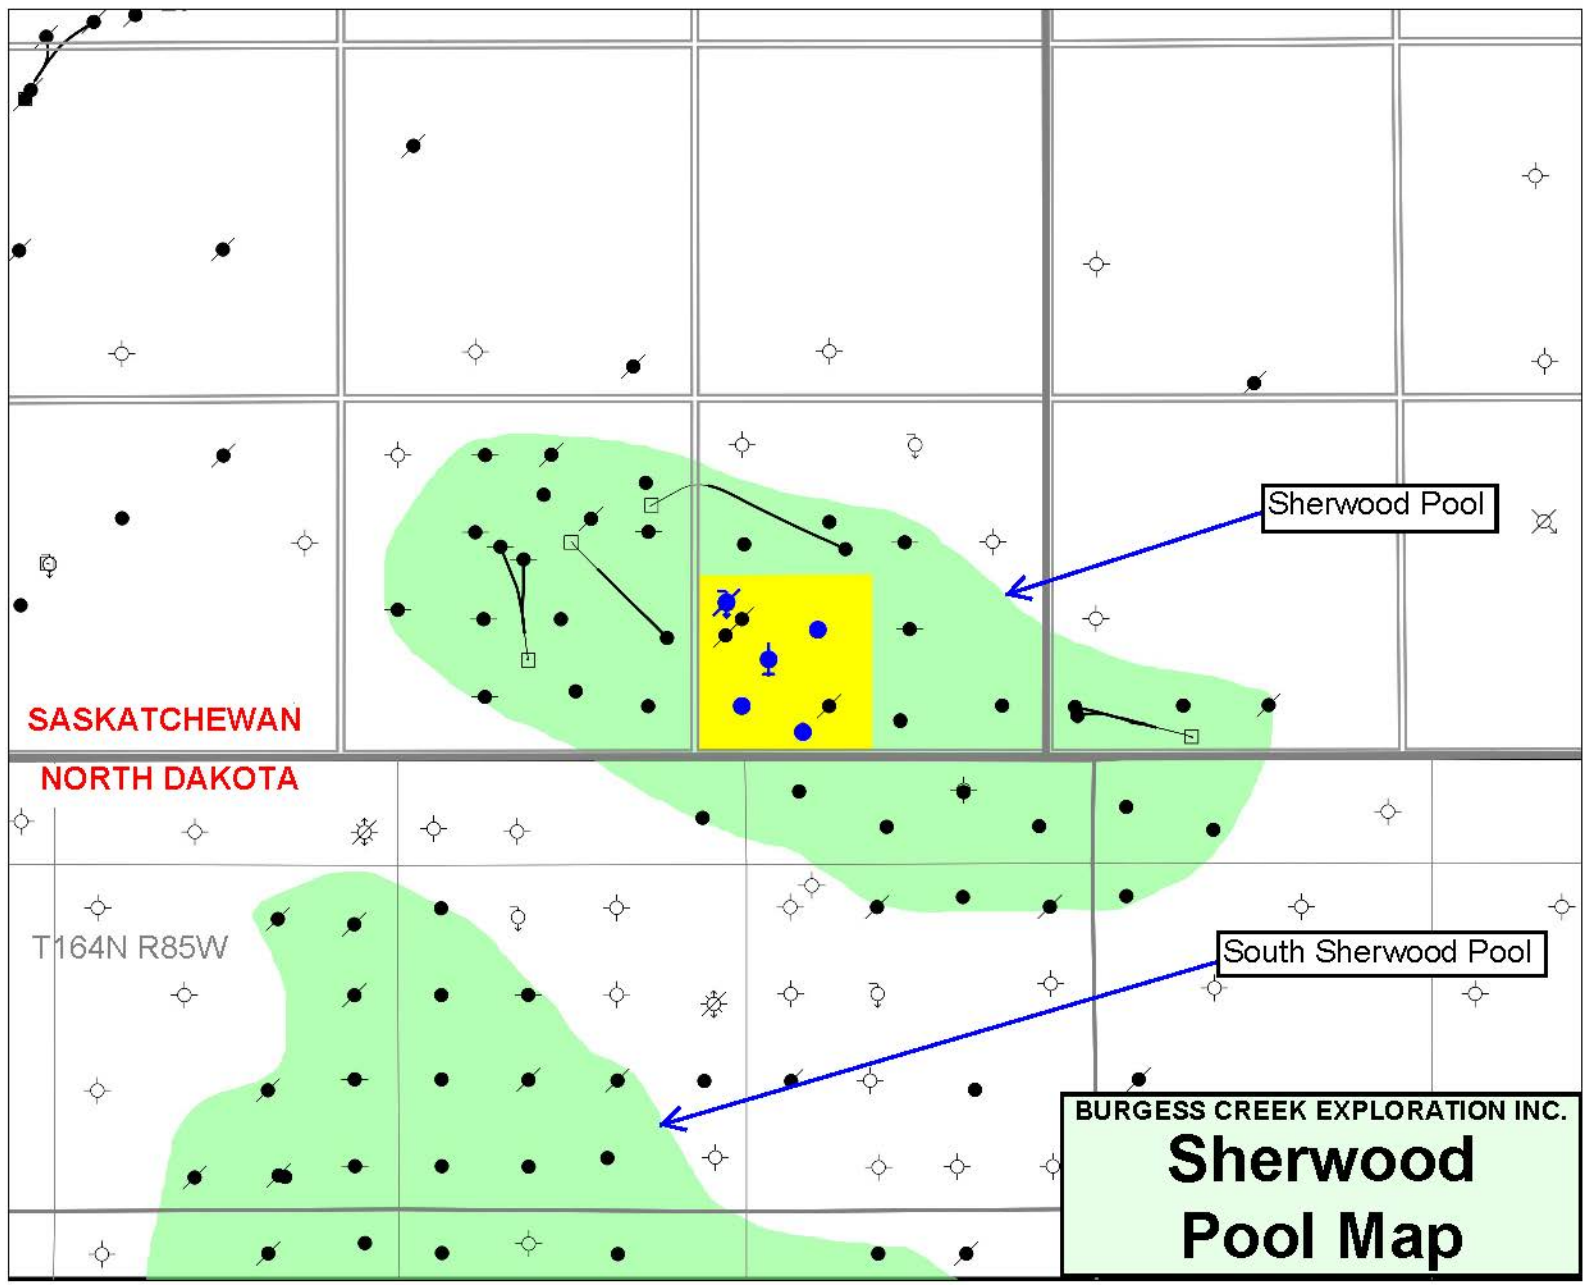 Sherwood Pool
SASKATCHEWAN
NORTH DAKOTA
T164N R85W
South Sherwood Pool
BURGESS CREEK EXPLORATION INC.
Sherwood
Pool Map